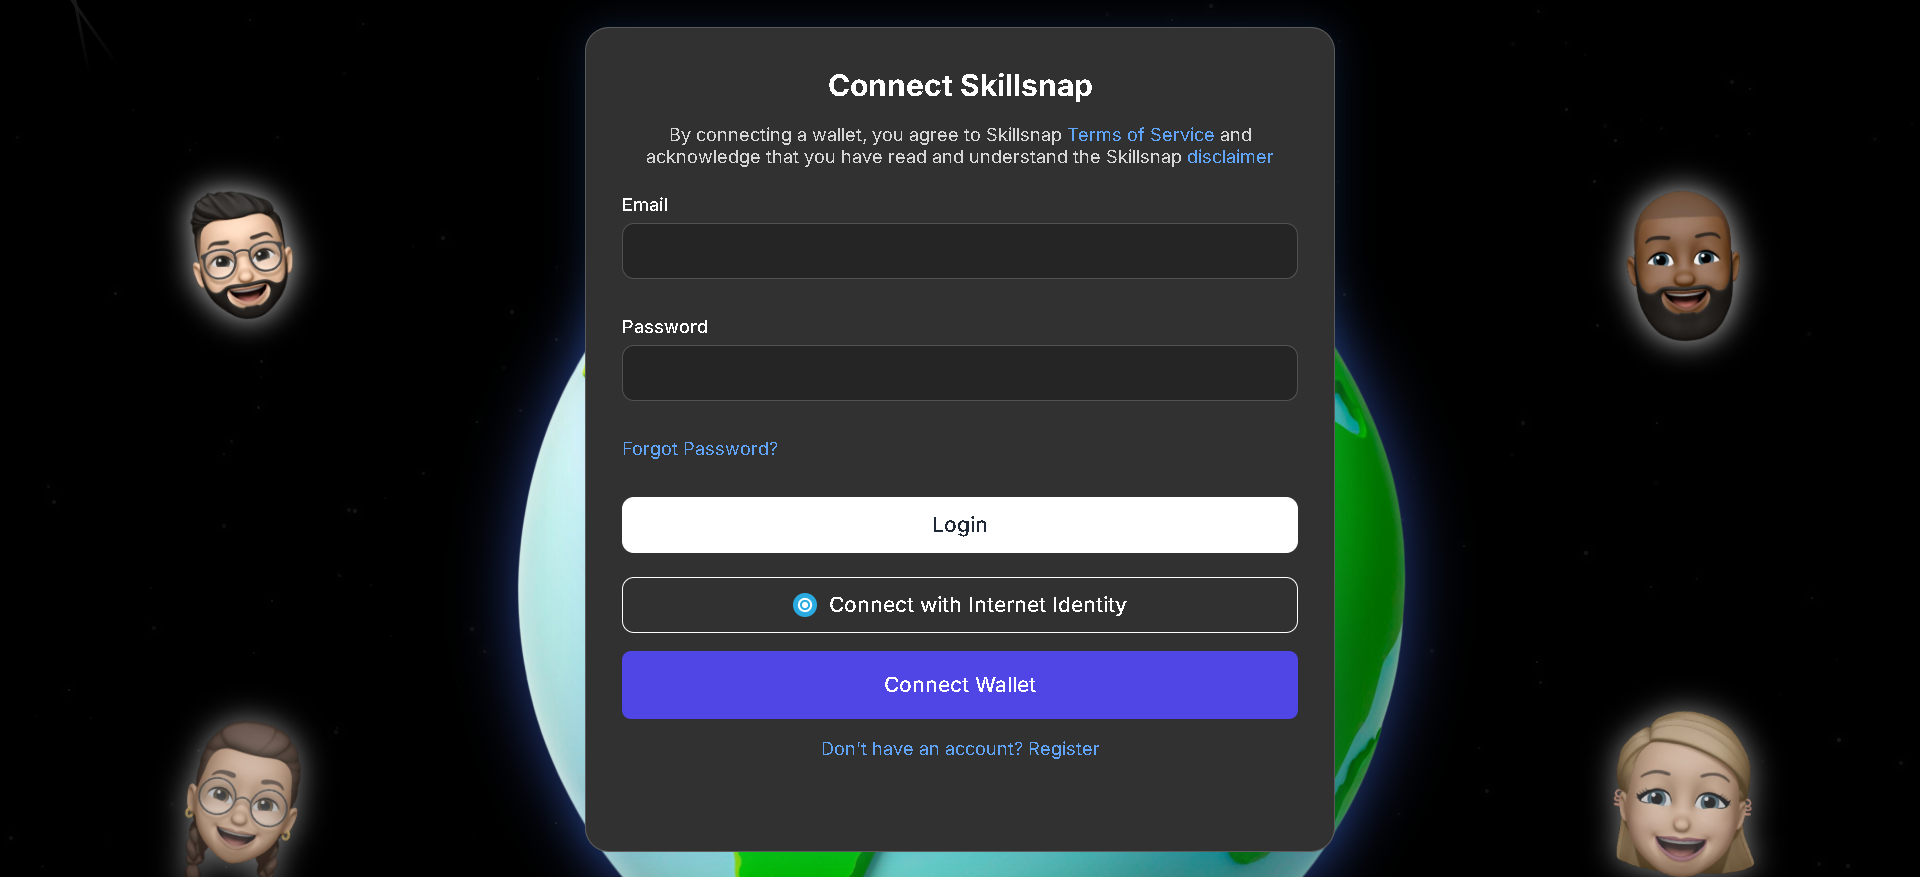 Connect Skillsnap
By connecting a wallet, you agree to Skillsnap Terms of Service and
acknowledge that you have read and understand the Skillsnap disclaimer
Email
Password
Forgot Password?
Login
Connect with Internet Identity
Connect Wallet
Don't have an account? Register